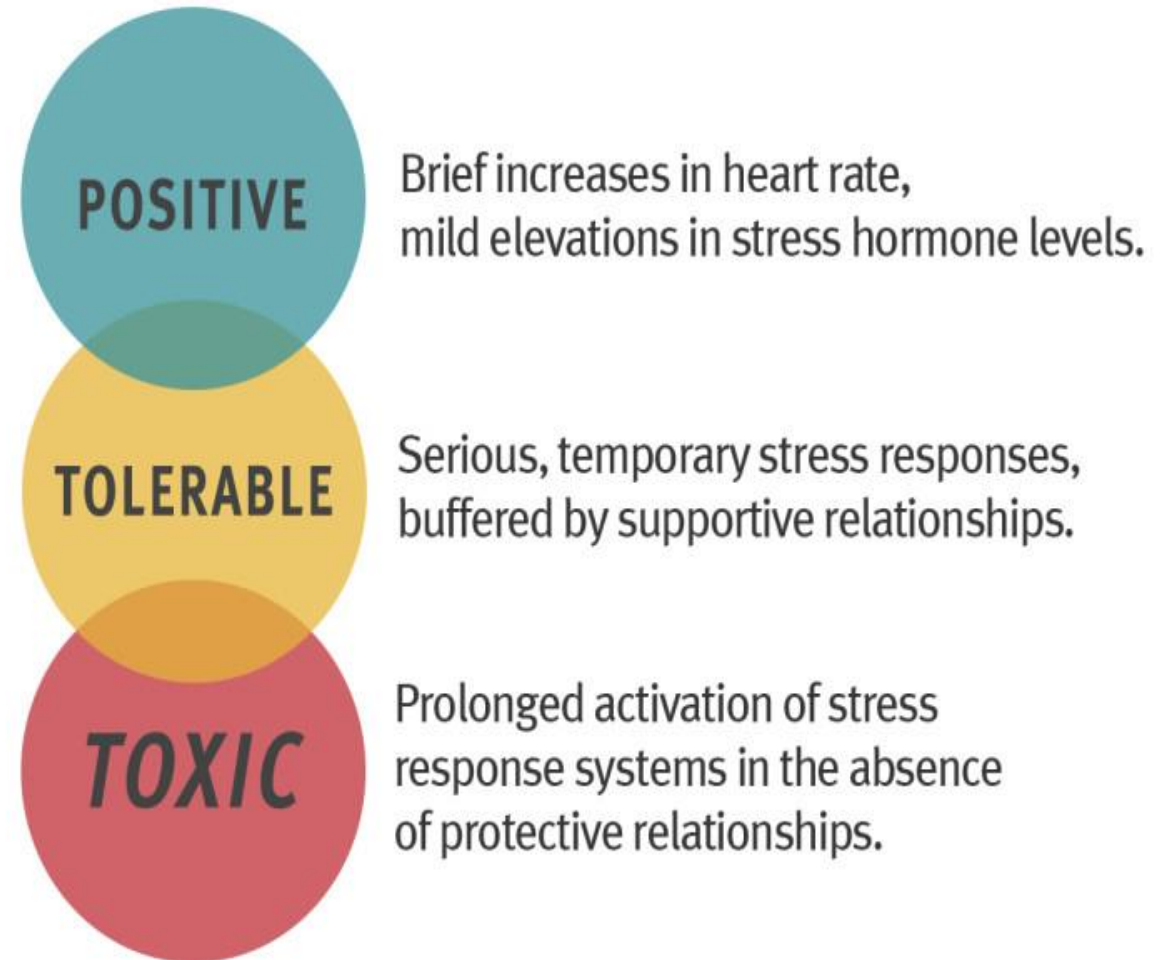 POSITIVE
Brief increases in heart rate,
mild elevations in stress hormone levels.
TOLERABLE
Serious, temporary stress responses,
buffered by supportive relationships.
TOXIC
Prolonged activation of stress
response systems in the absence
of protective relationships.